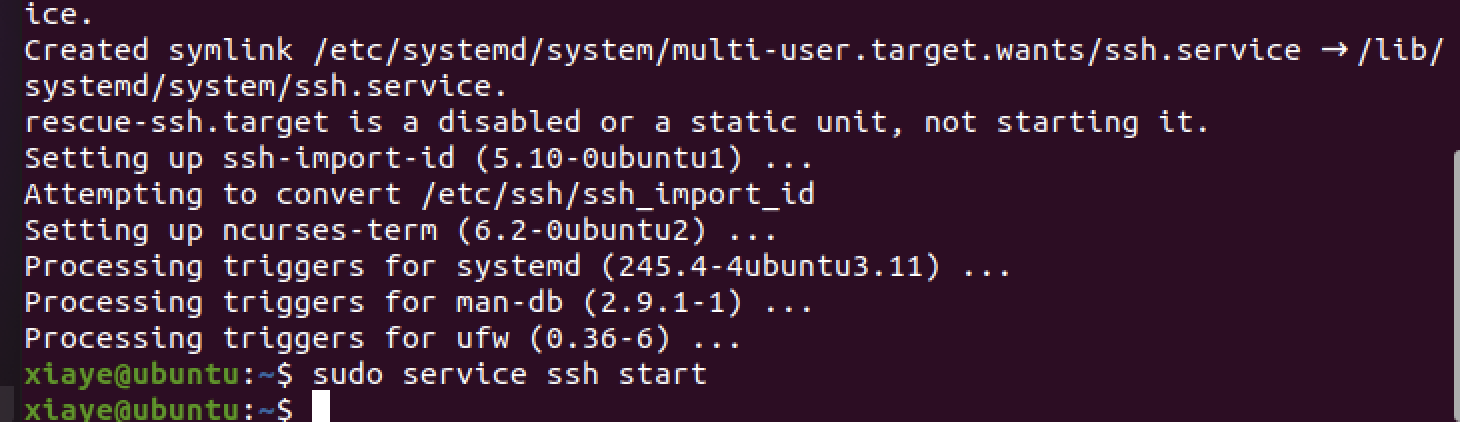 ice.
Created symlink /etc/systemd/system/multi-user.target.wants/ssh.service → /lib/
systemd/system/ssh.service.
rescue-ssh.target is a disabled or a static unit, not starting it.
Setting up ssh-import-id (5.10-0ubuntu1) ...
Attempting to convert /etc/ssh/ssh_import_id
Setting up ncurses-term (6.2-0ubuntu2) ...
Processing triggers for systemd (245.4-4ubuntu3.11) ...
Processing triggers for man-db (2.9.1-1) ...
Processing triggers for ufw (0.36-6) ...
xiaye@ubuntu:~$ sudo service ssh start
xiaye@ubuntu:~$